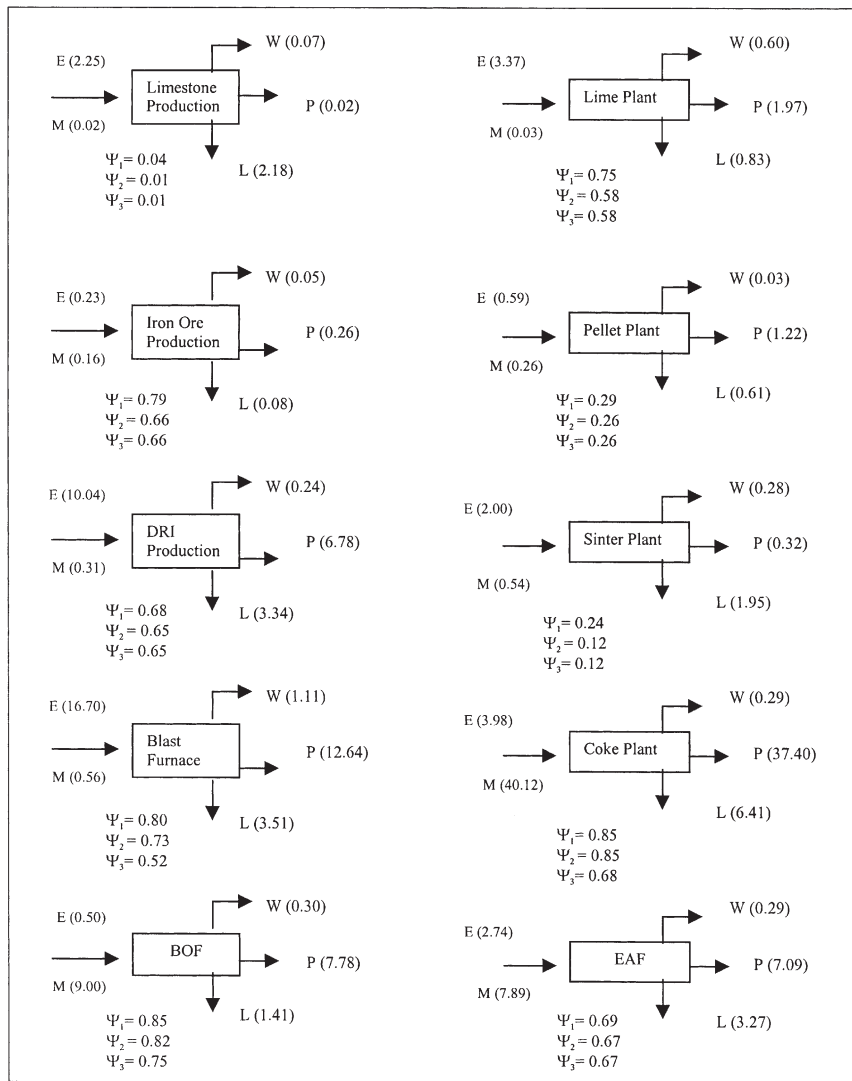 W (0.07)
E (2.25)
Limestone
Production
P (0.02)
M (0.02)
L (2.18)
Ψ₁= 0.04
Ψ₂ = 0.01
Ψ₃= 0.01
W (0.60)
E (3.37)
Lime Plant
P (1.97)
M (0.03)
L (0.83)
Ψ₁= 0.75
Ψ₂ = 0.58
Ψ₃= 0.58
W (0.05)
E (0.23)
Iron Ore
Production
P (0.26)
M (0.16)
L (0.08)
Ψ₁= 0.79
Ψ₂ = 0.66
Ψ₃= 0.66
W (0.03)
E (0.59)
Pellet Plant
P (1.22)
M (0.26)
L (0.61)
Ψ₁= 0.29
Ψ₂ = 0.26
Ψ₃= 0.26
W (0.24)
E (10.04)
DRI
Production
P (6.78)
M (0.31)
L (3.34)
Ψ₁= 0.68
Ψ₂ = 0.65
Ψ₃= 0.65
W (0.28)
E (2.00)
Sinter Plant
P (0.32)
M (0.54)
L (1.95)
Ψ₁= 0.24
Ψ₂ = 0.12
Ψ₃= 0.12
W (1.11)
E (16.70)
Blast
Furnace
P (12.64)
M (0.56)
L (3.51)
Ψ₁= 0.80
Ψ₂ = 0.73
Ψ₃= 0.52
W (0.29)
E (3.98)
Coke Plant
P (37.40)
M (40.12)
L (6.41)
Ψ₁= 0.85
Ψ₂ = 0.85
Ψ₃= 0.68
W (0.30)
E (0.50)
BOF
P (7.78)
M (9.00)
L (1.41)
Ψ₁= 0.85
Ψ₂ = 0.82
Ψ₃= 0.75
W (0.29)
E (2.74)
EAF
P (7.09)
M (7.89)
L (3.27)
Ψ₁= 0.69
Ψ₂ = 0.67
Ψ₃= 0.67